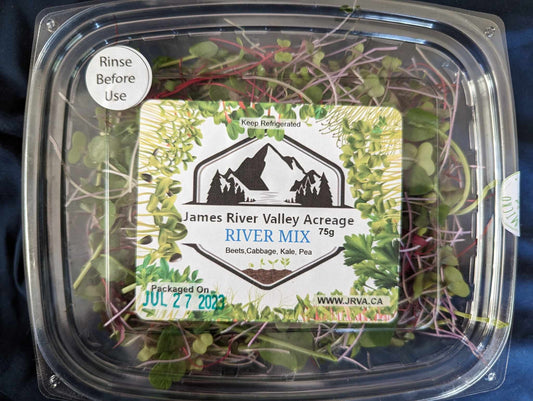 Rinse
Before
Use
Keep Refrigerated
James River Valley Acreage
RIVER MIX 75g
Beets,Cabbage, Kale, Pea
Packaged On
JUL 27 2023
WWW.JRVA.CA